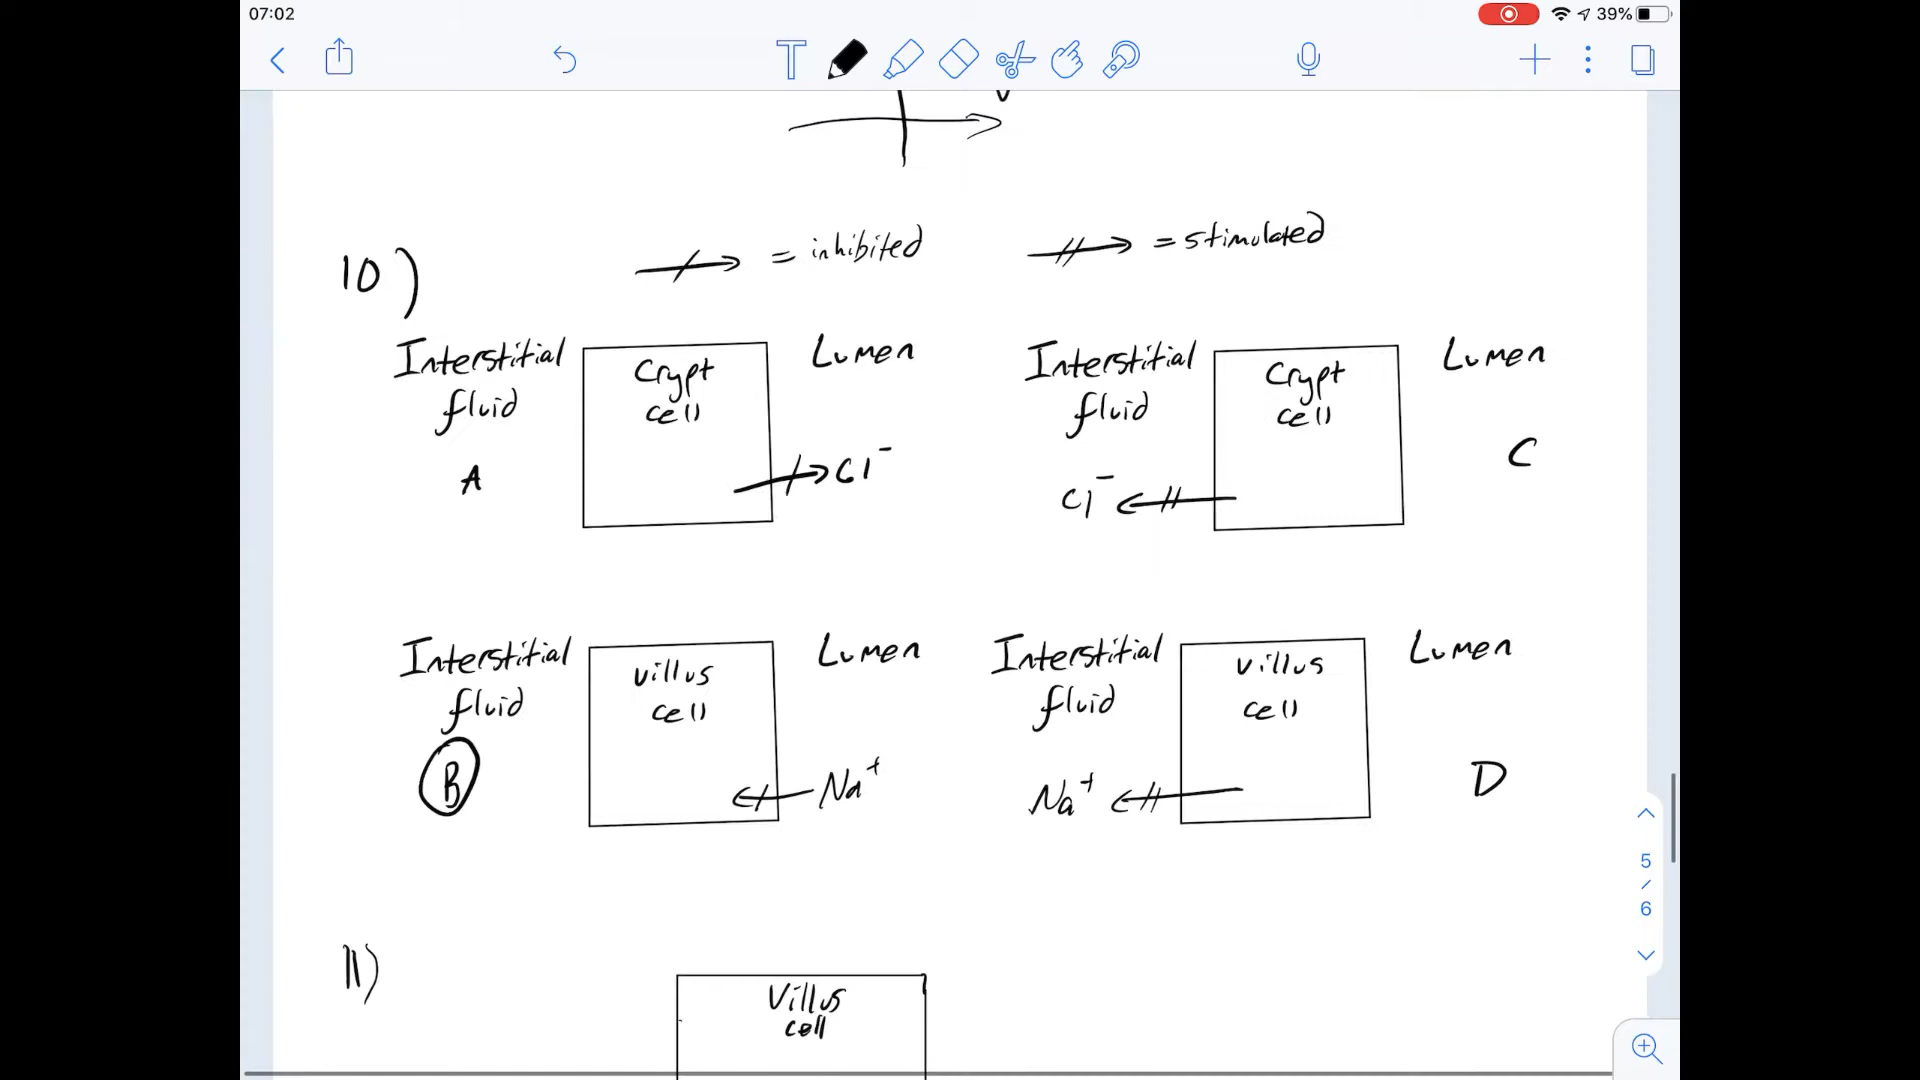 07:02
39%
V
10)
= inhibited
= stimulated
Interstitial
fluid
Crypt
cell
Lumen
A
Cl⁻
Interstitial
fluid
Crypt
cell
Lumen
C
Cl⁻
Interstitial
fluid
villus
cell
Lumen
B
Na⁺
Interstitial
fluid
villus
cell
Lumen
D
Na⁺
5
/
6
11)
Villus
cell